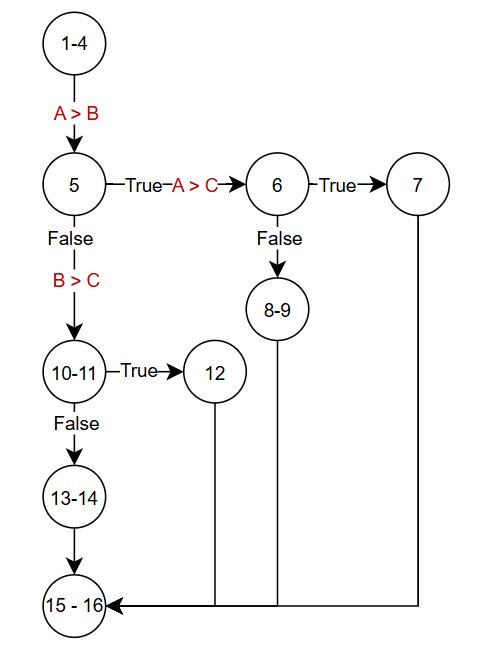 1-4
A > B
5
True
A > C
6
True
7
False
False
B > C
8-9
10-11
True
12
False
13-14
15 - 16